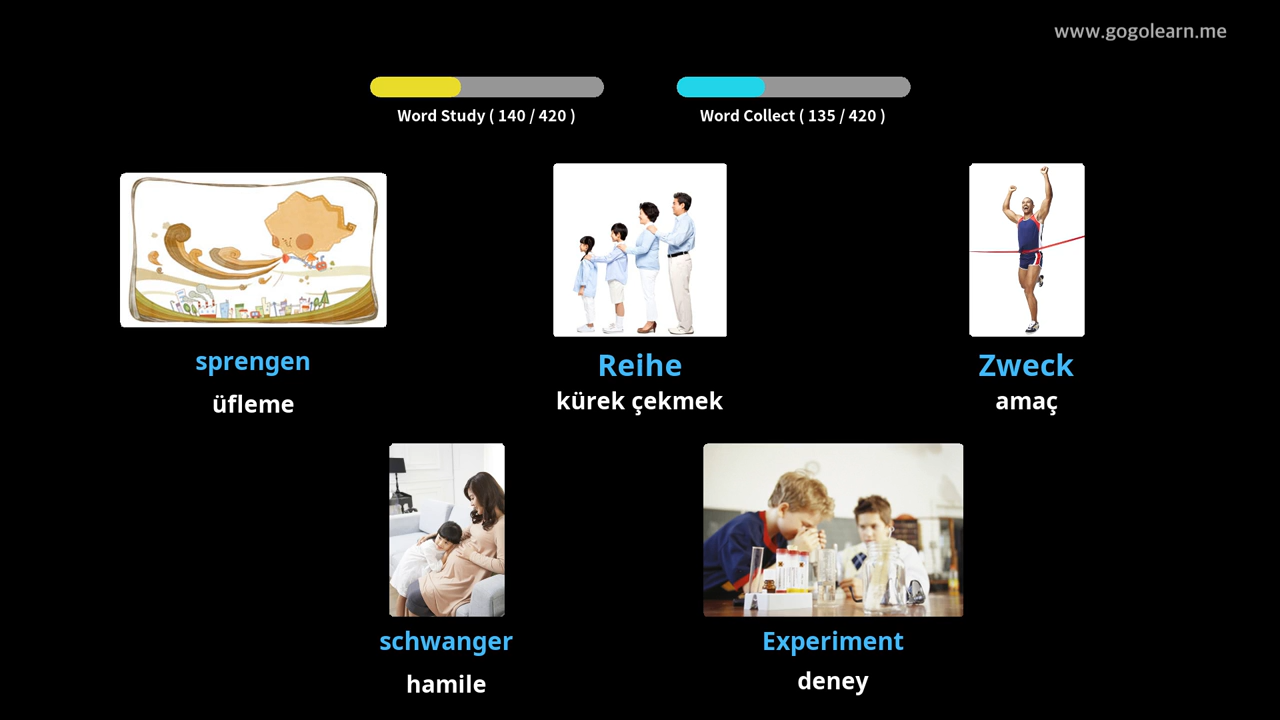 www.gogolearn.me
Word Study ( 140 / 420 )
Word Collect ( 135 / 420 )
sprengen
üfleme
Reihe
kürek çekmek
Zweck
amaç
schwanger
hamile
Experiment
deney